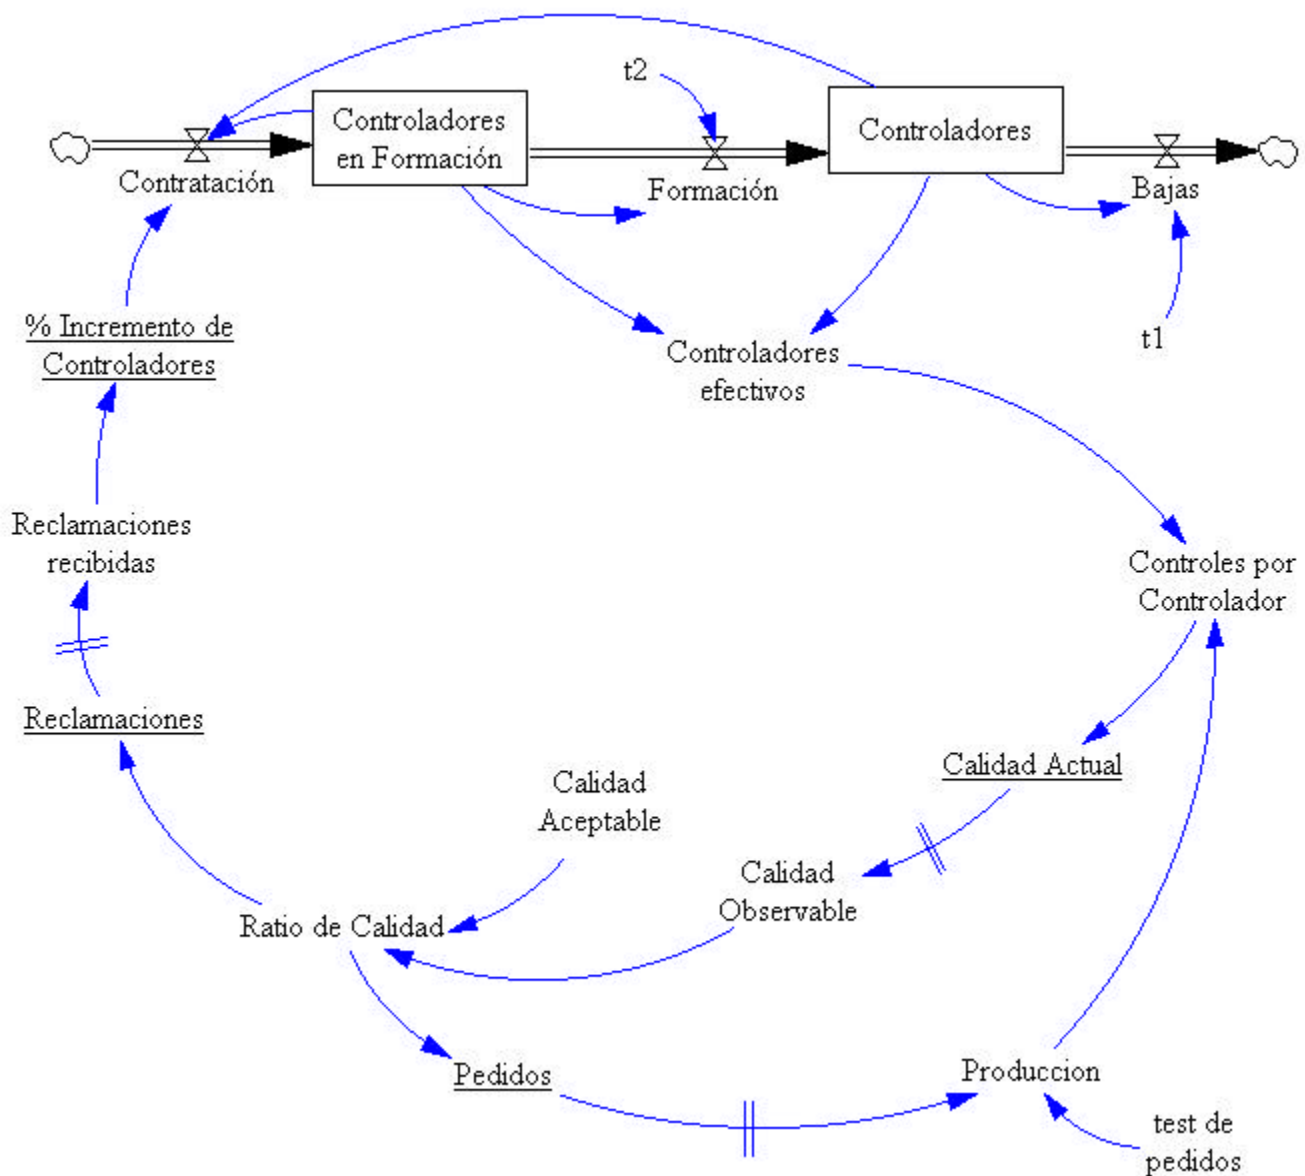 t2
Controladores
en Formación
Controladores
Contratación
Formación
Bajas
% Incremento de
Controladores
t1
Controladores
efectivos
Reclamaciones
recibidas
Controles por
Controlador
Reclamaciones
Calidad Actual
Calidad
Aceptable
Calidad
Observable
Ratio de Calidad
Pedidos
Produccion
test de
pedidos